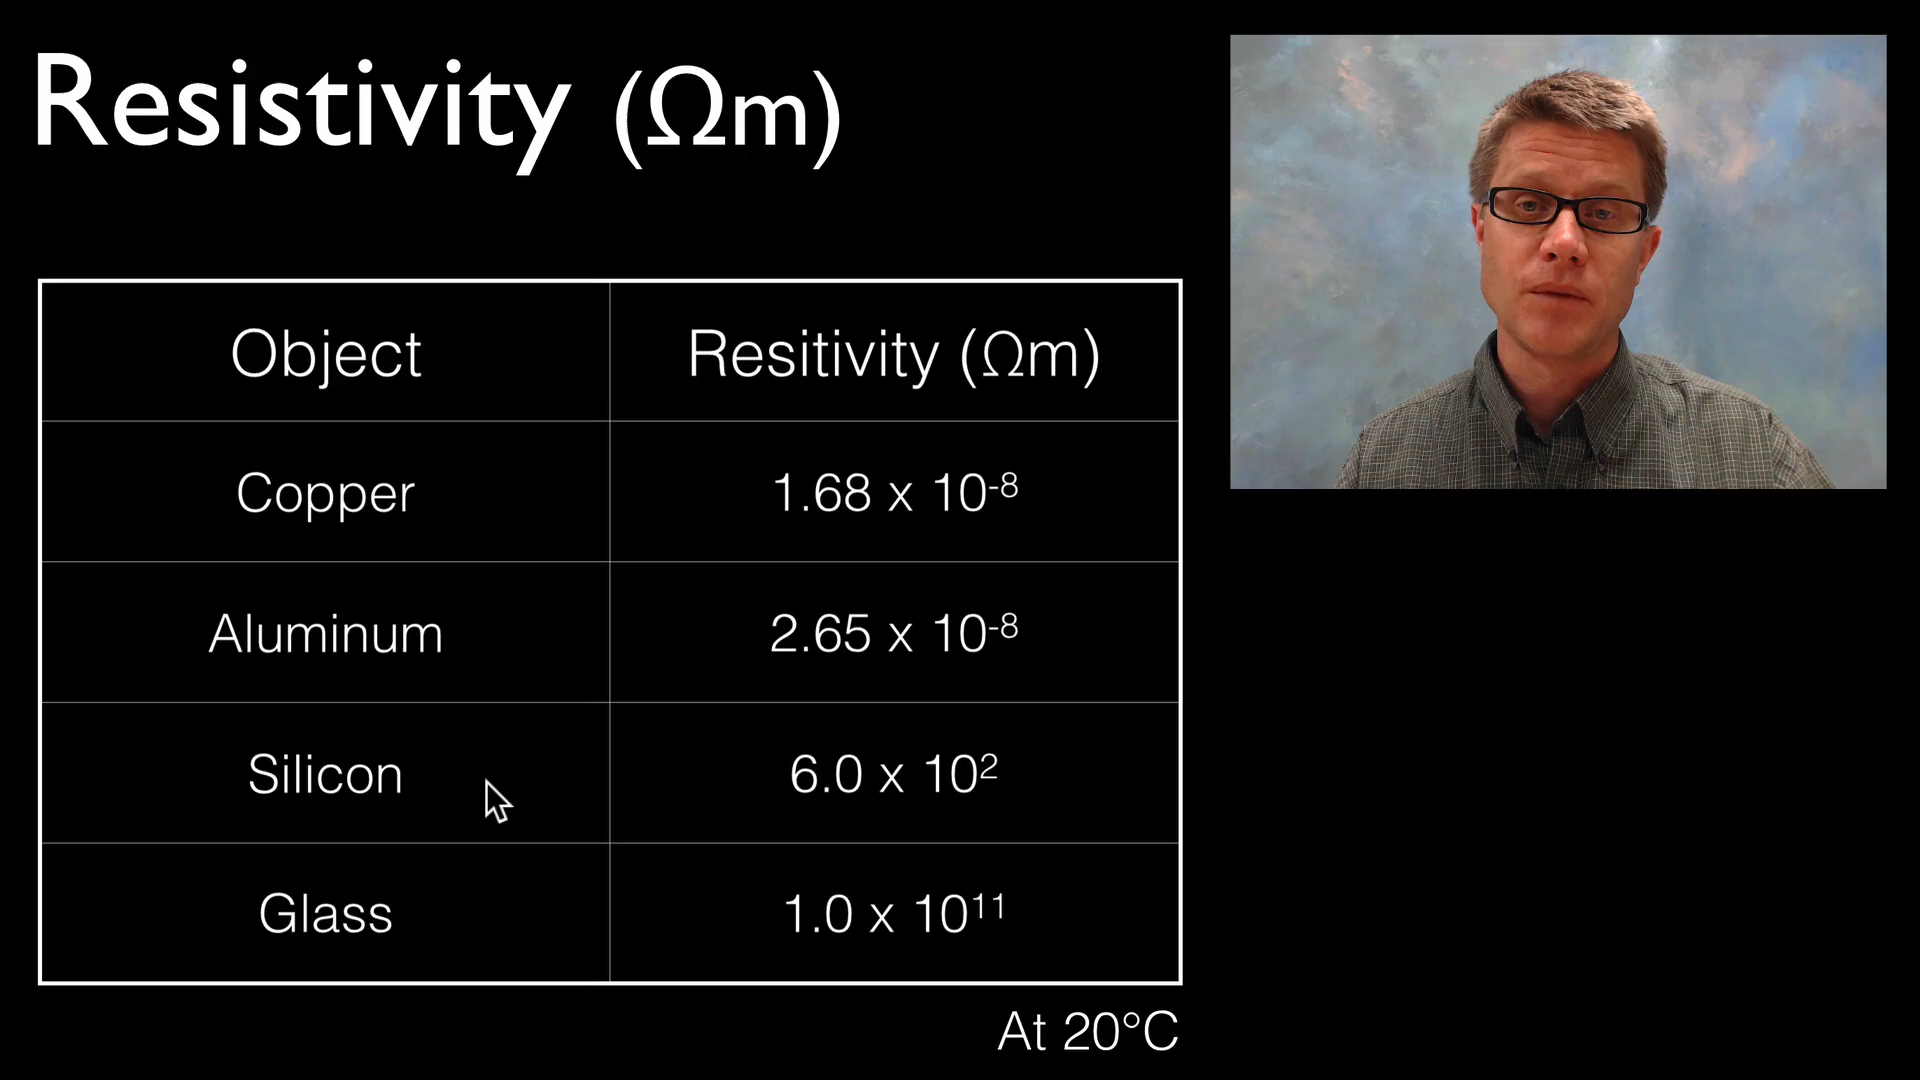 Resistivity (Ωm)
Object Resitivity (Ωm)
Copper 1.68 x 10⁻⁸
Aluminum 2.65 x 10⁻⁸
Silicon 6.0 x 10²
Glass 1.0 x 10¹¹
At 20°C